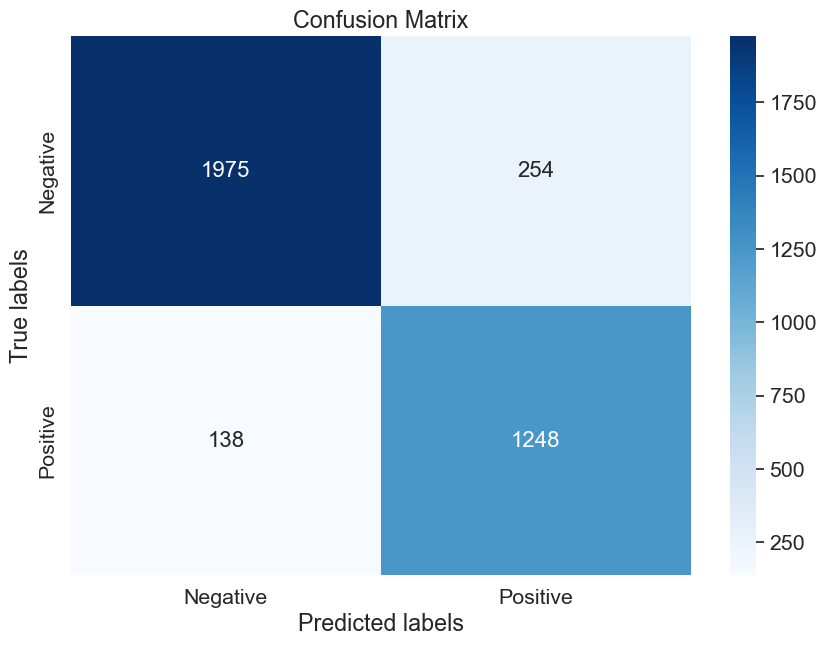 Confusion Matrix
True labels
Negative
Positive
1975
254
138
1248
Negative
Positive
Predicted labels
1750
1500
1250
1000
750
500
250